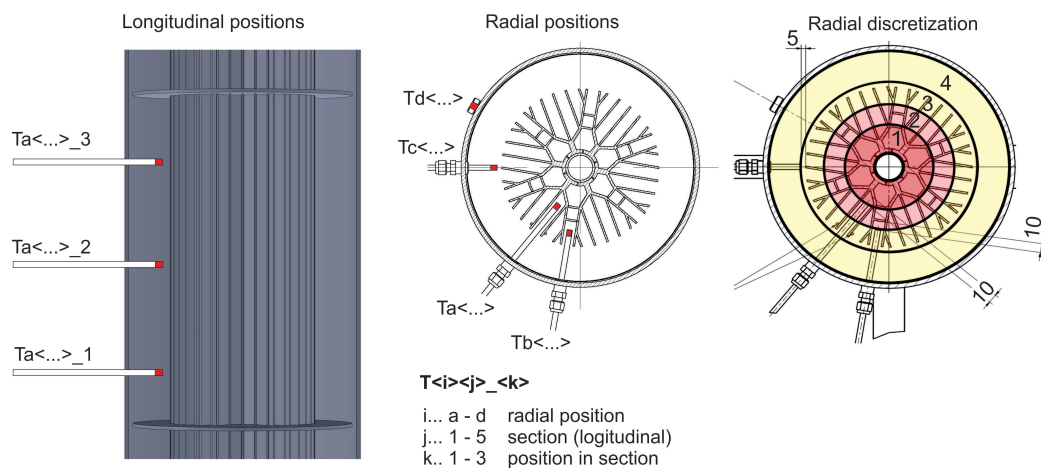 Longitudinal positions
Ta<...>_3
Ta<...>_2
Ta<...>_1
Radial positions
Td<...>
Tc<...>
Ta<...>
Tb<...>
T<i><j>_<k>
i... a - d radial position
j... 1 - 5 section (logitudinal)
k.. 1 - 3 position in section
Radial discretization
5
4
3
2
1
10
10